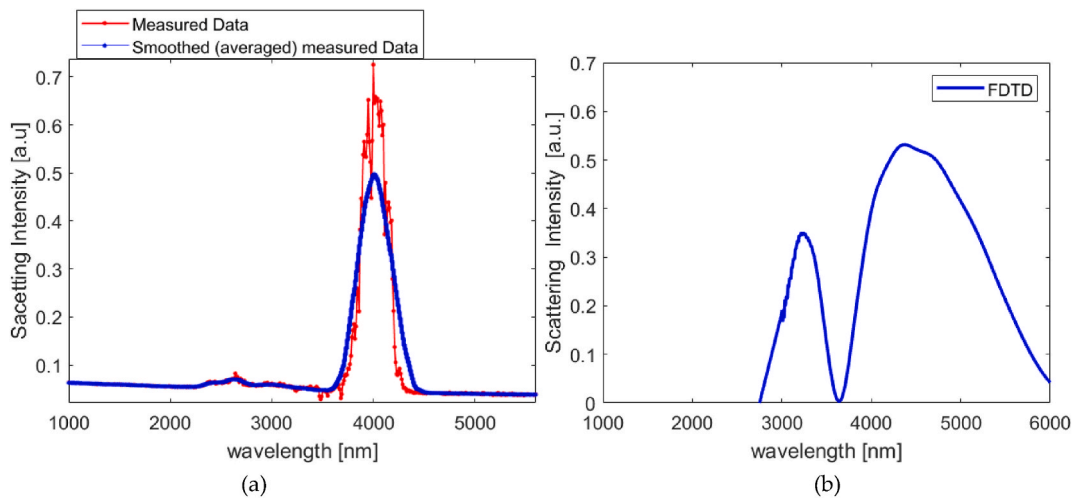 Measured Data
Smoothed (averaged) measured Data
0.7
0.6
0.5
0.4
0.3
0.2
0.1
Sacetting Intensity [a.u]
1000 2000 3000 4000 5000
wavelength [nm]
(a)
FDTD
0.7
0.6
0.5
0.4
0.3
0.2
0.1
0
Scattering Intensity [a.u.]
1000 2000 3000 4000 5000 6000
wavelength [nm]
(b)